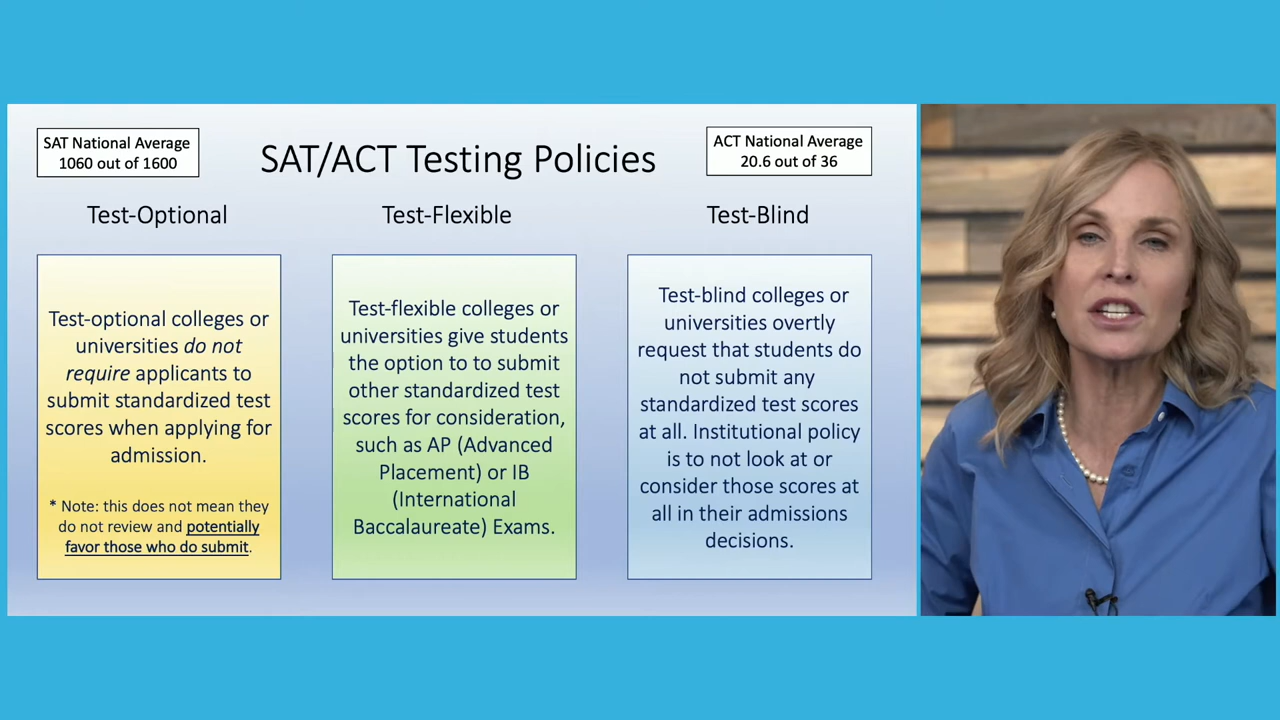 SAT National Average
1060 out of 1600
SAT/ACT Testing Policies
ACT National Average
20.6 out of 36
Test-Optional
Test-optional colleges or
universities do not
require applicants to
submit standardized test
scores when applying for
admission.
* Note: this does not mean they
do not review and potentially
favor those who do submit.
Test-Flexible
Test-flexible colleges or
universities give students
the option to to submit
other standardized test
scores for consideration,
such as AP (Advanced
Placement) or IB
(International
Baccalaureate) Exams.
Test-Blind
Test-blind colleges or
universities overtly
request that students do
not submit any
standardized test scores
at all. Institutional policy
is to not look at or
consider those scores at
all in their admissions
decisions.